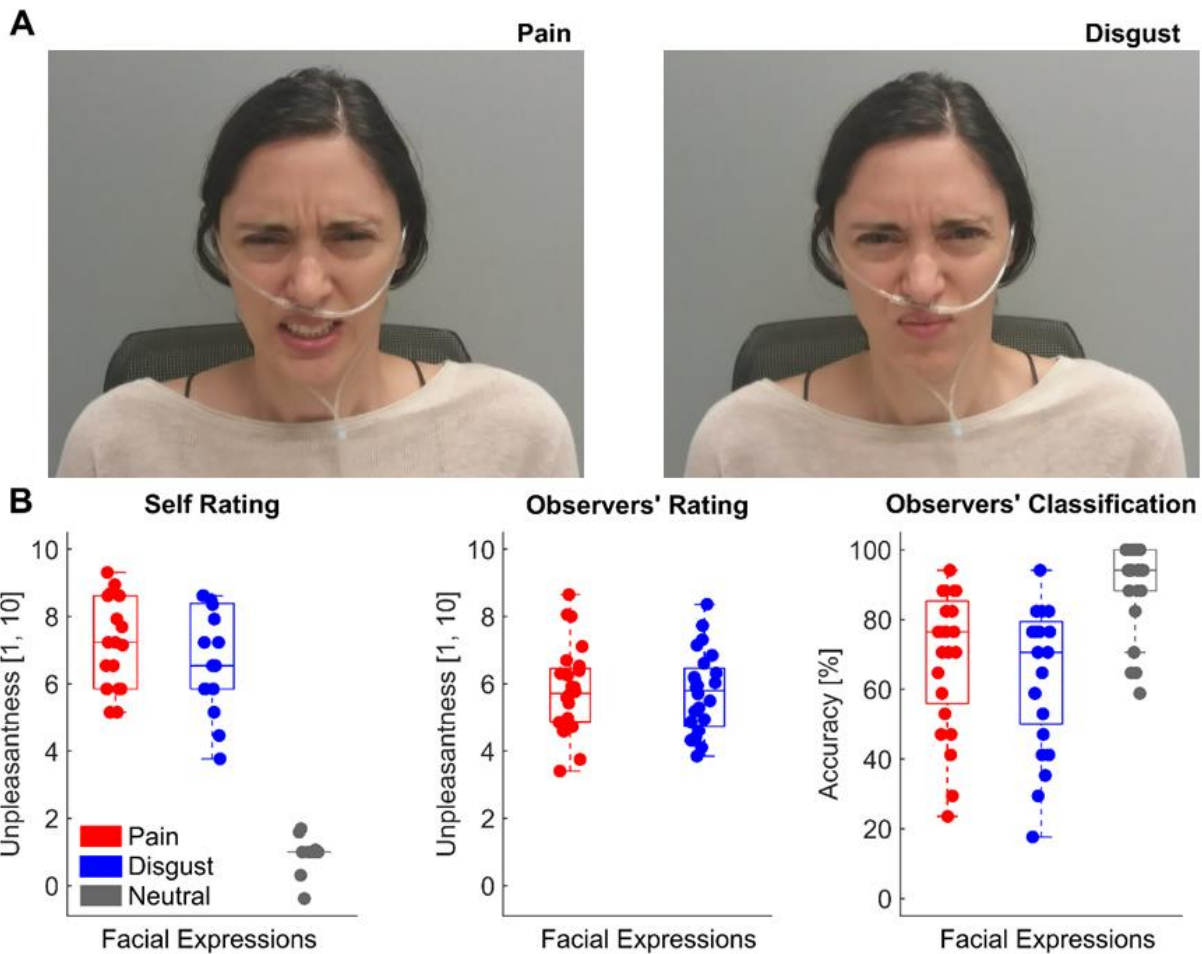 A
Pain
Disgust
B
Self Rating
Observers' Rating
Observers' Classification
Unpleasantness [1, 10]
10
8
6
4
2
0
Pain
Disgust
Neutral
Facial Expressions
Unpleasantness [1, 10]
10
8
6
4
2
0
Facial Expressions
Accuracy [%]
100
80
60
40
20
0
Facial Expressions